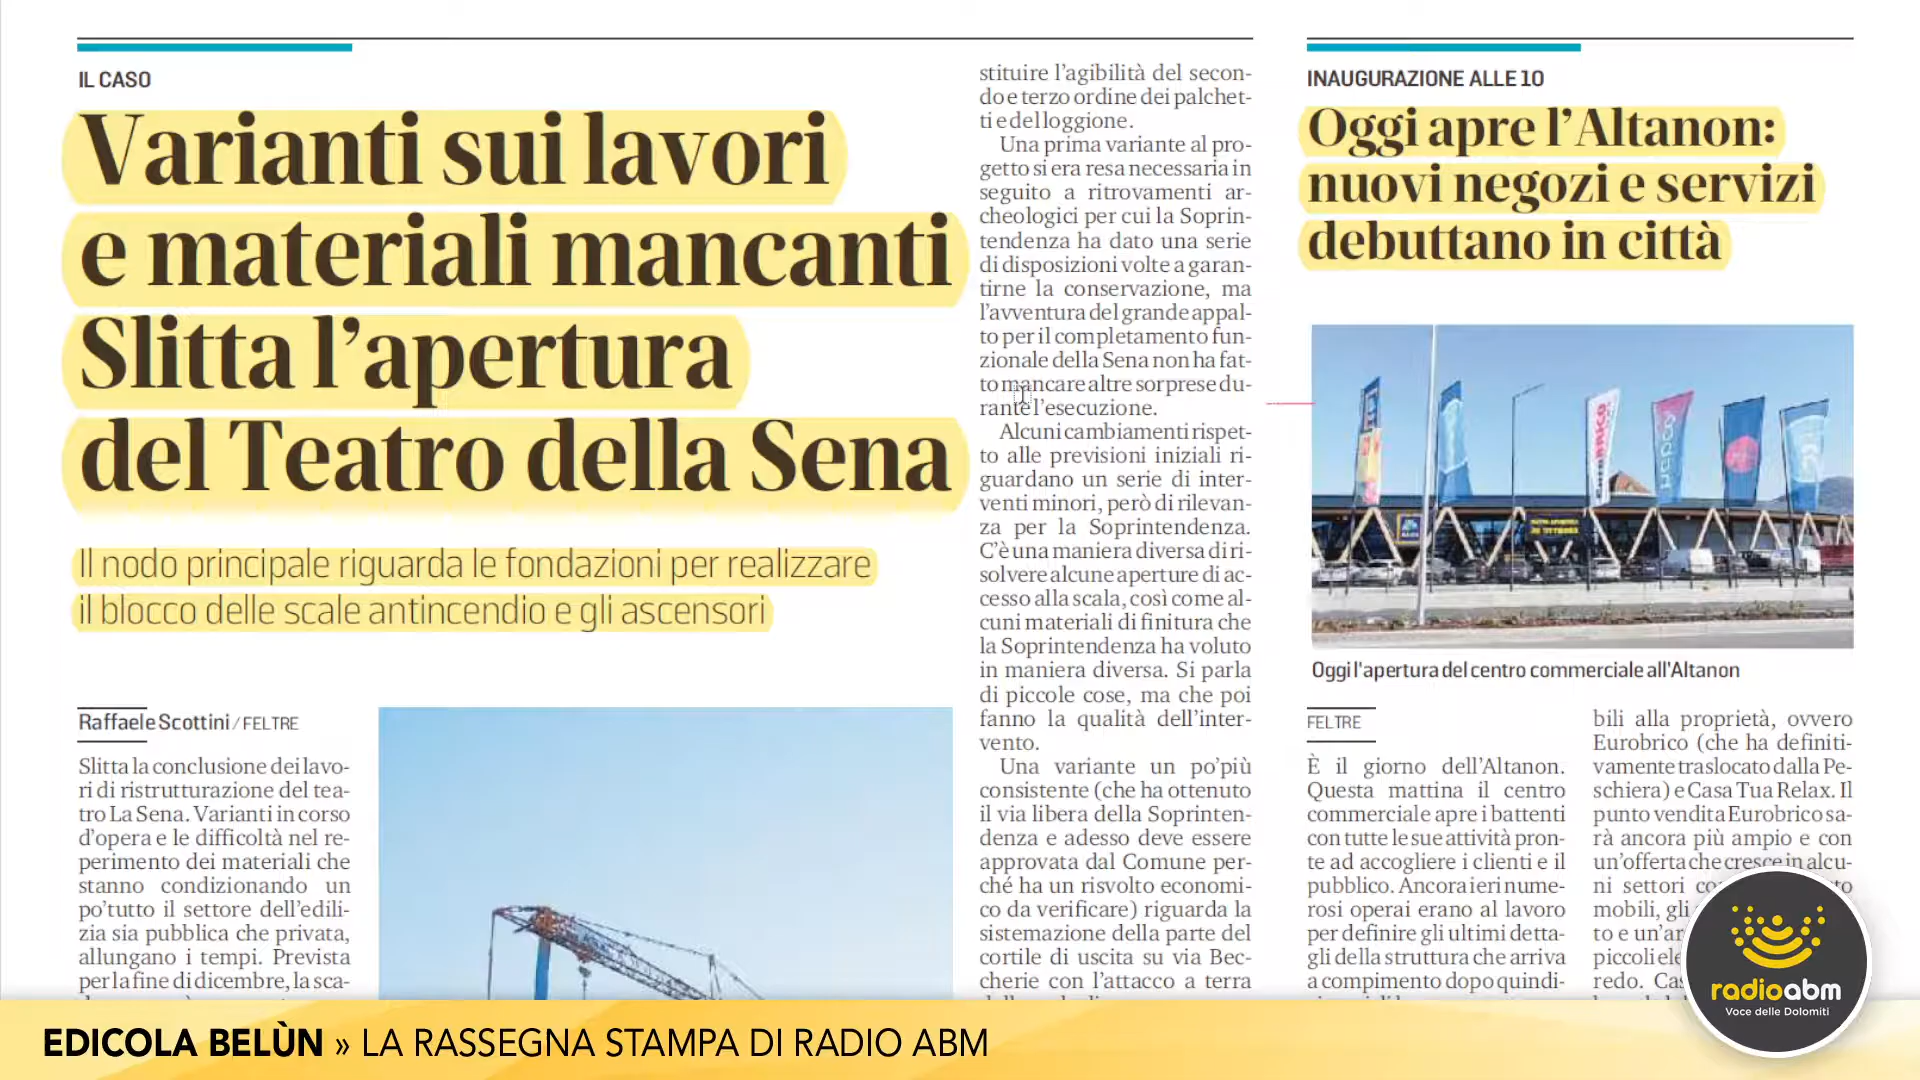 IL CASO
Varianti sui lavori
e materiali mancanti
Slitta l’apertura
del Teatro della Sena
Il nodo principale riguarda le fondazioni per realizzare
il blocco delle scale antincendio e gli ascensori
Raffaele Scottini / FELTRE
Slitta la conclusione dei lavo-
ri di ristrutturazione del tea-
tro La Sena. Varianti in corso
d’opera e le difficoltà nel re-
perimento dei materiali che
stanno condizionando un
po’tutto il settore dell’edili-
zia sia pubblica che privata,
allungano i tempi. Prevista
per la fine di dicembre, la sca-
stituire l’agibilità del secon-
do e terzo ordine dei palchet-
ti e del loggione.
Una prima variante al pro-
getto si era resa necessaria in
seguito a ritrovamenti ar-
cheologici per cui la Soprin-
tendenza ha dato una serie
di disposizioni volte a garan-
tirne la conservazione, ma
l’avventura del grande appal-
to per il completamento fun-
zionale della Sena non ha fat-
to mancare altre sorprese du-
rante l’esecuzione.
Alcuni cambiamenti rispet-
to alle previsioni iniziali ri-
guardano un serie di inter-
venti minori, però di rilevan-
za per la Soprintendenza.
C’è una maniera diversa di ri-
solvere alcune aperture di ac-
cesso alla scala, così come al-
cuni materiali di finitura che
la Soprintendenza ha voluto
in maniera diversa. Si parla
di piccole cose, ma che poi
fanno la qualità dell’inter-
vento.
Una variante un po’più
consistente (che ha ottenuto
il via libera della Soprinten-
denza e adesso deve essere
approvata dal Comune per-
ché ha un risvolto economi-
co da verificare) riguarda la
sistemazione della parte del
cortile di uscita su via Bec-
cherie con l’attacco a terra
INAUGURAZIONE ALLE 10
Oggi apre l’Altanon:
nuovi negozi e servizi
debuttano in città
Oggi l'apertura del centro commerciale all'Altanon
FELTRE
È il giorno dell’Altanon.
Questa mattina il centro
commerciale apre i battenti
con tutte le sue attività pron-
te ad accogliere i clienti e il
pubblico. Ancora ieri nume-
rosi operai erano al lavoro
per definire gli ultimi detta-
gli della struttura che arriva
a compimento dopo quindi-
bili alla proprietà, ovvero
Eurobrico (che ha definiti-
vamente traslocato dalla Pe-
schiera) e Casa Tua Relax. Il
punto vendita Eurobrico sa-
rà ancora più ampio e con
un’offerta che cresce in alcu-
ni settori
mobili, gli
to e un’
piccoli
redo.
radioabm
Voce delle Dolomiti
EDICOLA BELÙN » LA RASSEGNA STAMPA DI RADIO ABM